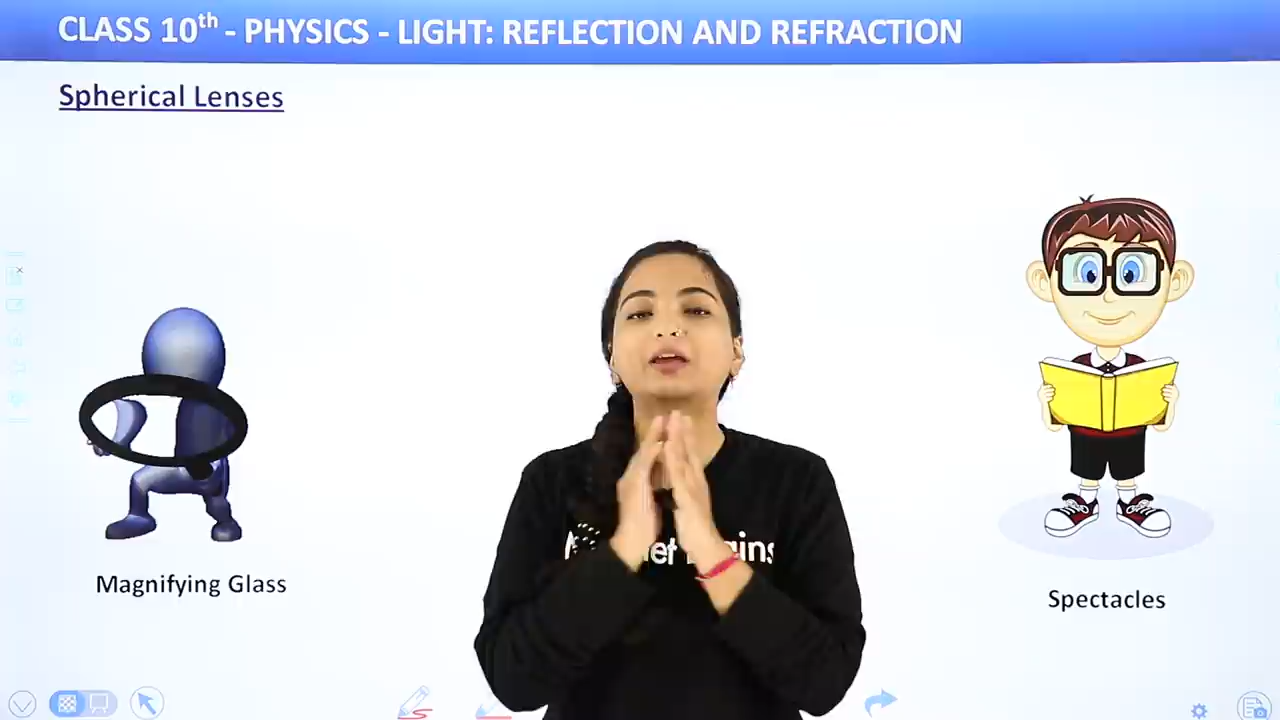 CLASS 10th - PHYSICS - LIGHT: REFLECTION AND REFRACTION
Spherical Lenses
Magnifying Glass
Spectacles